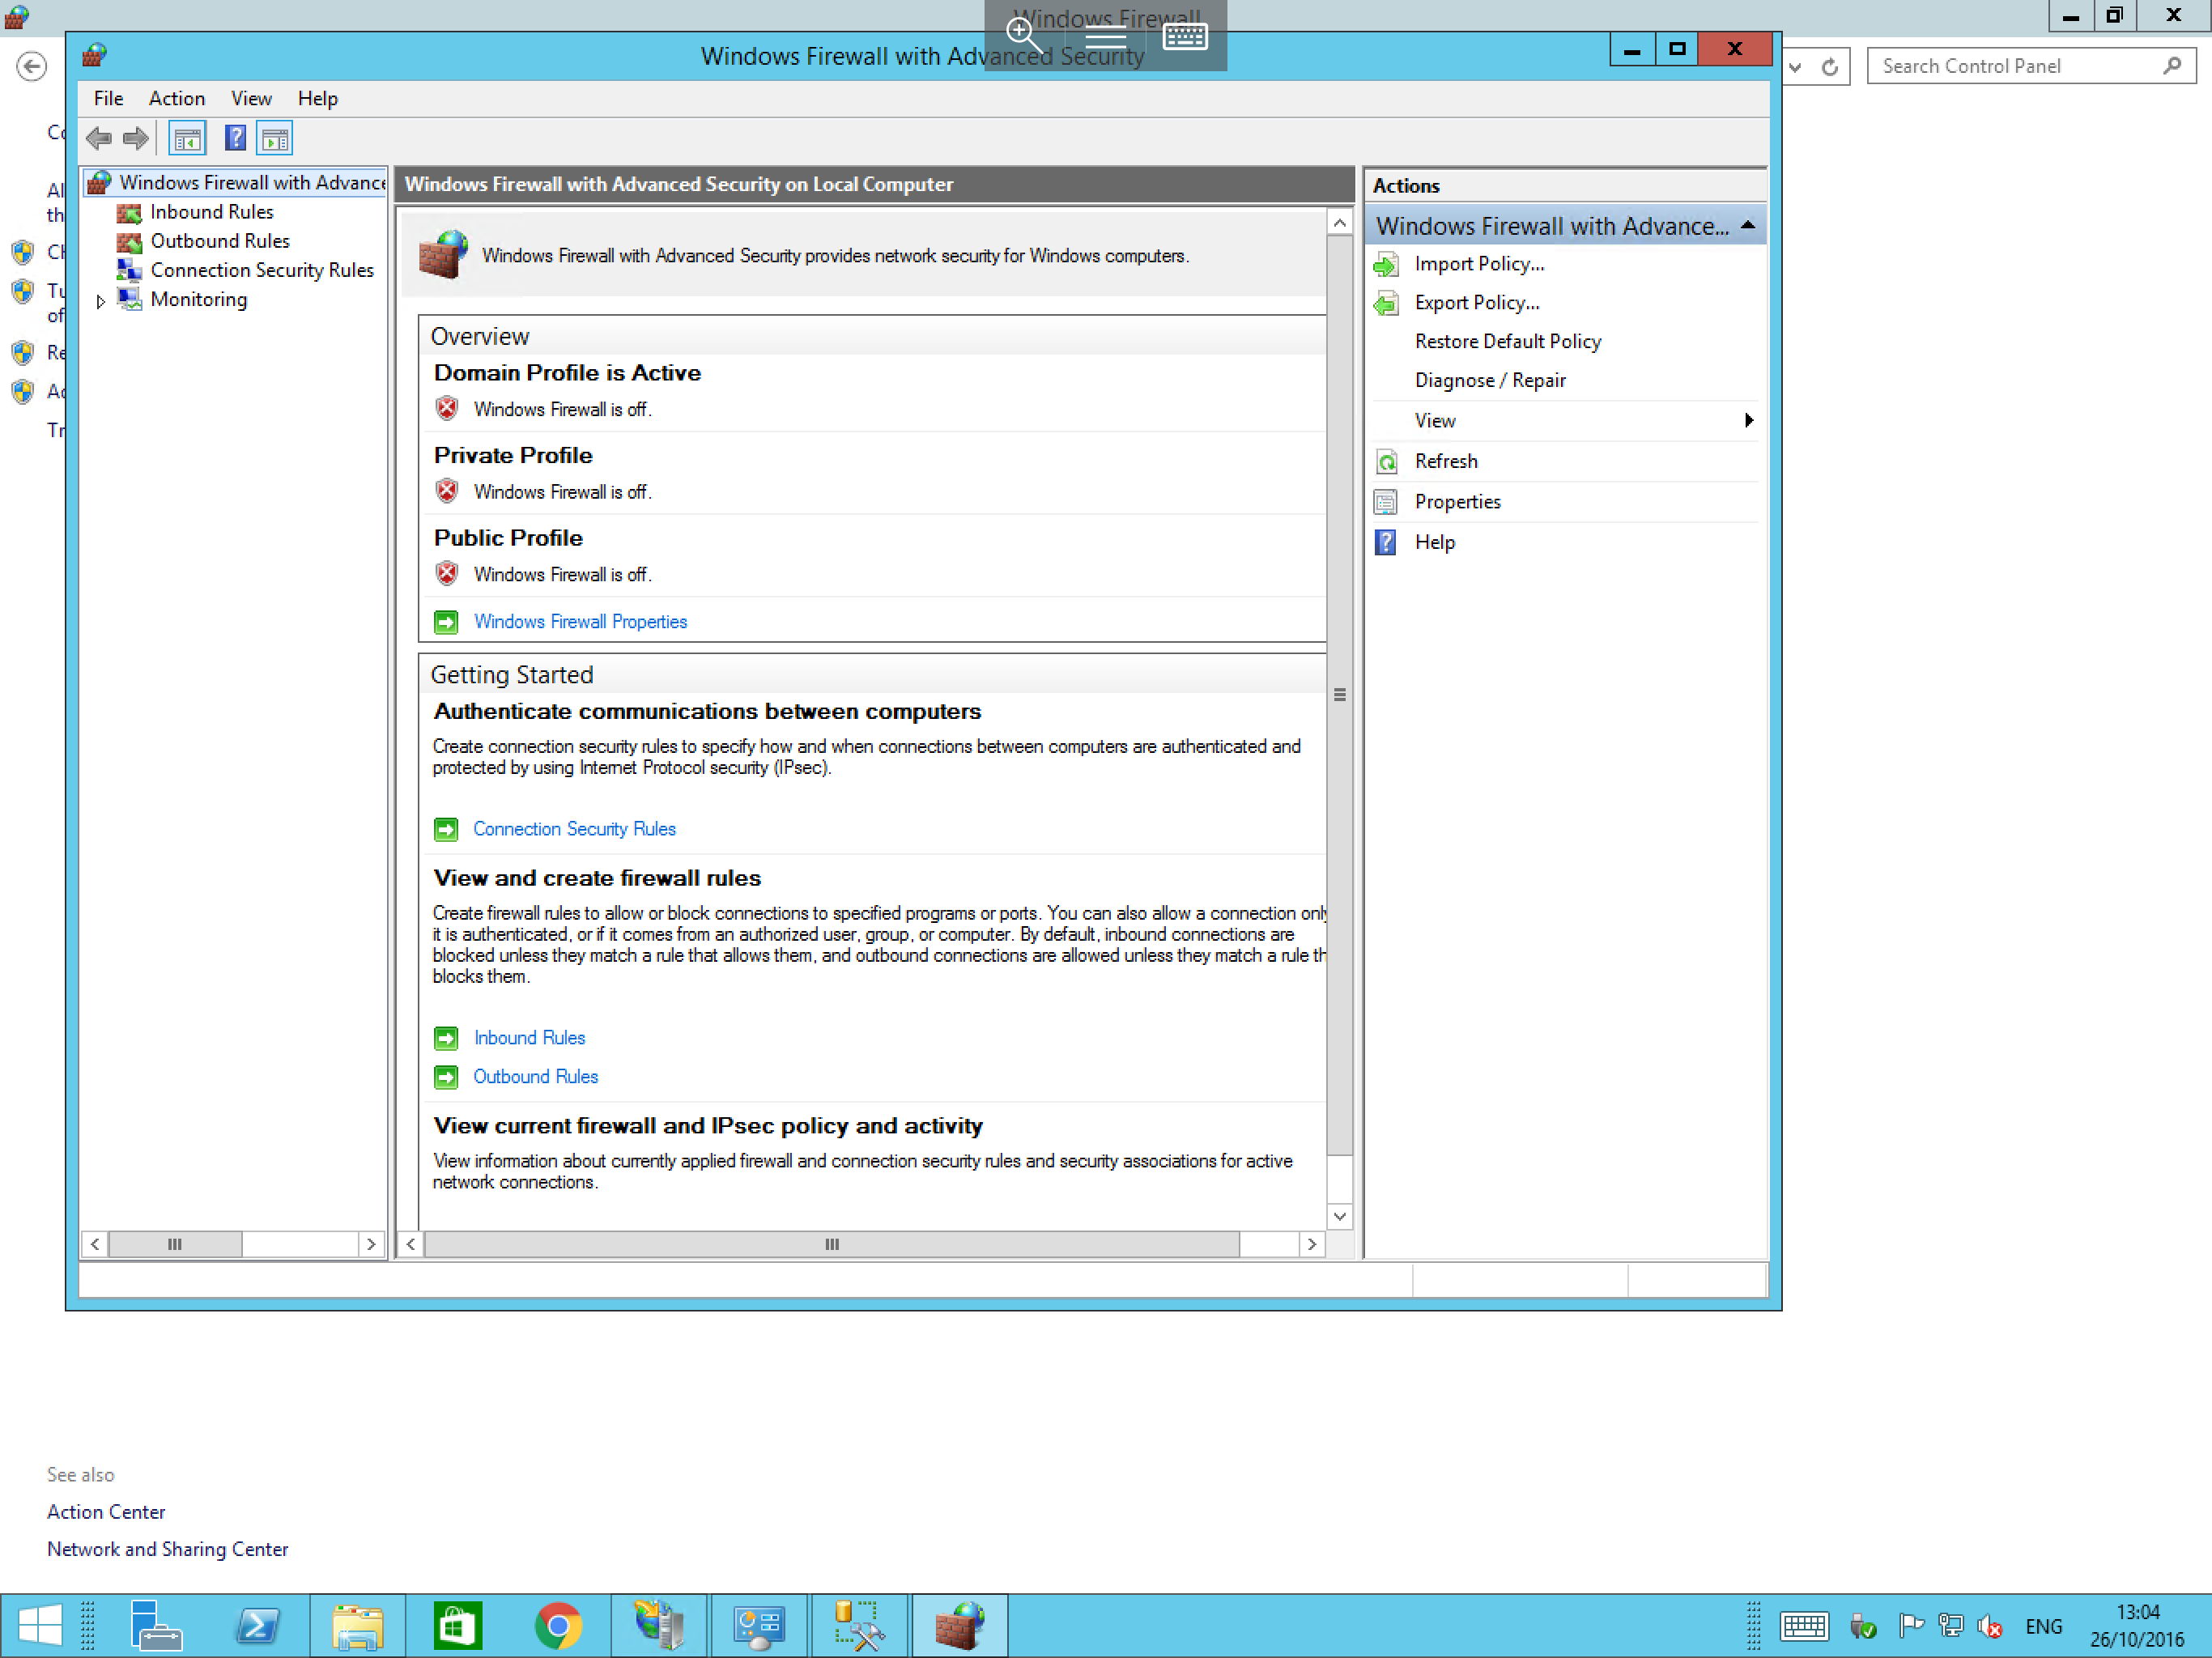 Windows Firewall
Windows Firewall with Advanced Security
Search Control Panel
File Action View Help
Windows Firewall with Advance
Inbound Rules
Outbound Rules
Connection Security Rules
Monitoring
Windows Firewall with Advanced Security on Local Computer
Windows Firewall with Advanced Security provides network security for Windows computers.
Overview
Domain Profile is Active
Windows Firewall is off.
Private Profile
Windows Firewall is off.
Public Profile
Windows Firewall is off.
Windows Firewall Properties
Getting Started
Authenticate communications between computers
Create connection security rules to specify how and when connections between computers are authenticated and
protected by using Internet Protocol security (IPsec).
Connection Security Rules
View and create firewall rules
Create firewall rules to allow or block connections to specified programs or ports. You can also allow a connection only
it is authenticated, or if it comes from an authorized user, group, or computer. By default, inbound connections are
blocked unless they match a rule that allows them, and outbound connections are allowed unless they match a rule th
blocks them.
Inbound Rules
Outbound Rules
View current firewall and IPsec policy and activity
View information about currently applied firewall and connection security rules and security associations for active
network connections.
Actions
Windows Firewall with Advance...
Import Policy...
Export Policy...
Restore Default Policy
Diagnose / Repair
View
Refresh
Properties
Help
Al
th
Tu
of
Re
Tr
See also
Action Center
Network and Sharing Center
ENG
13:04
26/10/2016